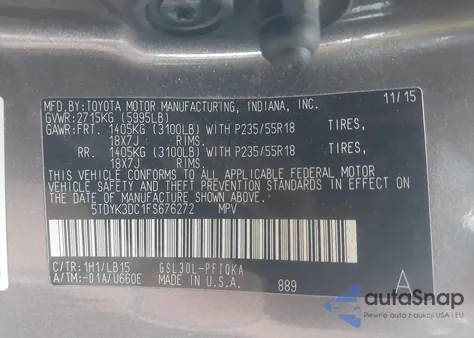 MFD.BY:TOYOTA MOTOR MANUFACTURING, INDIANA, INC. 11/15
GVWR:2715KG (5995LB)
GAWR:FRT. 1405KG (3100LB) WITH P235/55R18 TIRES,
18X7J RIMS.
RR. 1405KG (3100LB) WITH P235/55R18 TIRES,
18X7J RIMS.
THIS VEHICLE CONFORMS TO ALL APPLICABLE FEDERAL MOTOR
VEHICLE SAFETY AND THEFT PREVENTION STANDARDS IN EFFECT
ON THE DATE OF MANUFACTURE SHOWN ABOVE.
5TDYK3DC1FS676272 MPV
C/TR:1H1/LB15 GSL30L-PFTQKA
A/TM:-01A/U660E MADE IN U.S.A. 889 A
autoSnap
Pewne auto z USA i EU